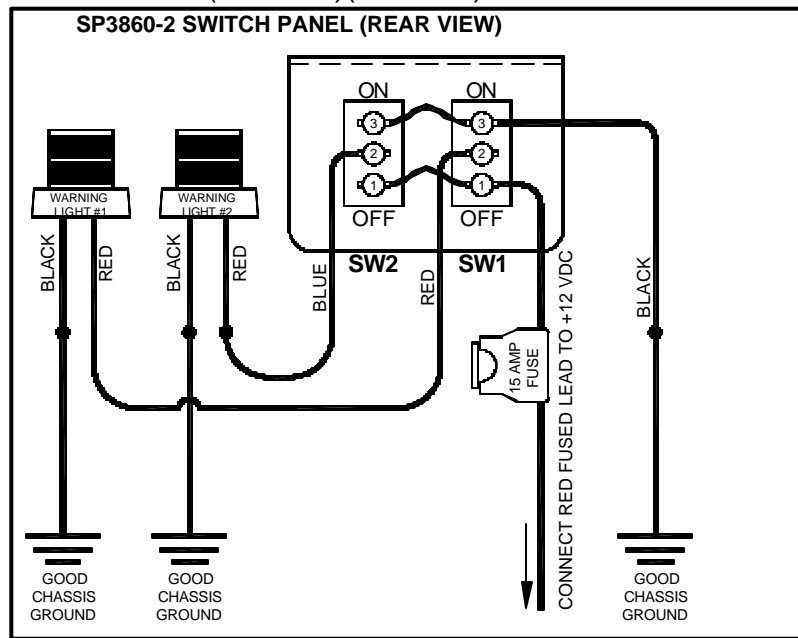 SP3860-2 SWITCH PANEL (REAR VIEW)
ON
ON
3
3
2
2
1
1
OFF
OFF
SW2
SW1
WARNING
LIGHT #1
WARNING
LIGHT #2
BLACK
RED
BLACK
RED
BLUE
RED
BLACK
15 AMP
FUSE
CONNECT RED FUSED LEAD TO +12 VDC
GOOD
CHASSIS
GROUND
GOOD
CHASSIS
GROUND
GOOD
CHASSIS
GROUND